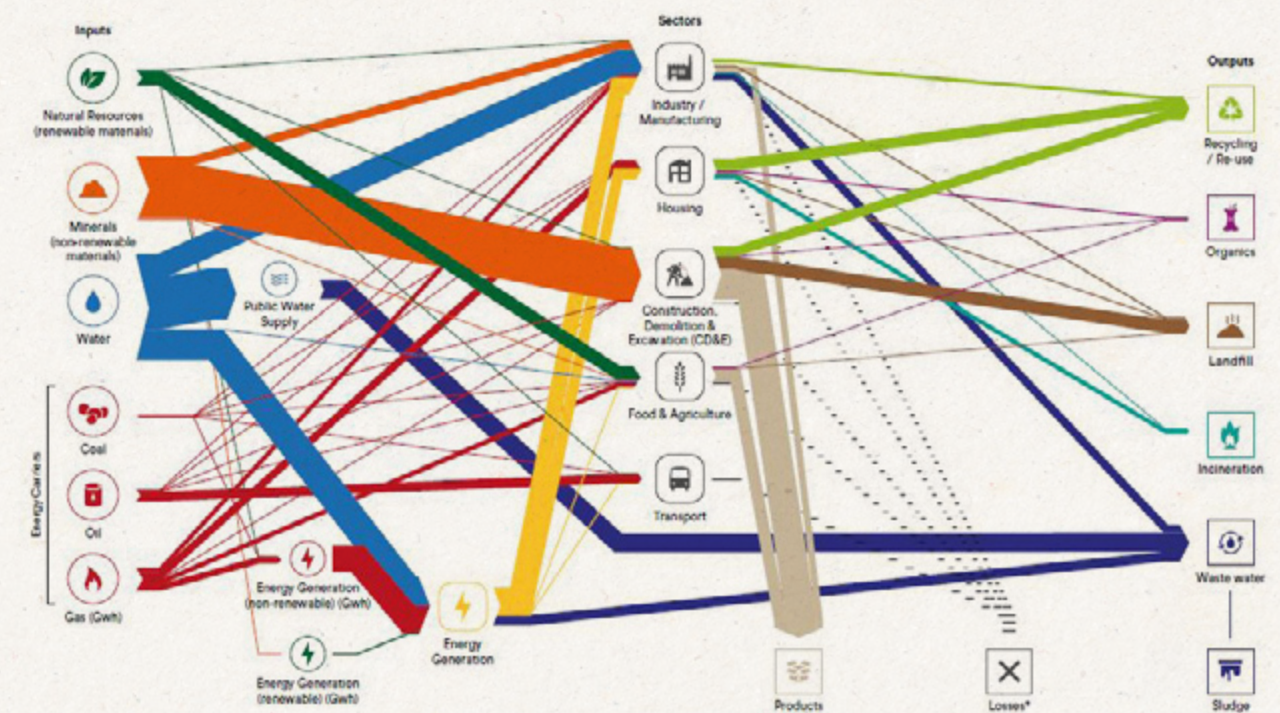 Inputs
Natural Resources
(renewable materials)
Minerals
(non-renewable
materials)
Water
Public Water
Supply
Energy Carriers
Coal
Oil
Gas (Gwh)
Energy Generation
(non-renewable) (Gwh)
Energy Generation
(renewable) (Gwh)
Energy
Generation
Sectors
Industry /
Manufacturing
Housing
Construction,
Demolition &
Excavation (CD&E)
Food & Agriculture
Transport
Products
Losses*
Outputs
Recycling
/ Re-use
Organics
Landfill
Incineration
Waste water
Sludge